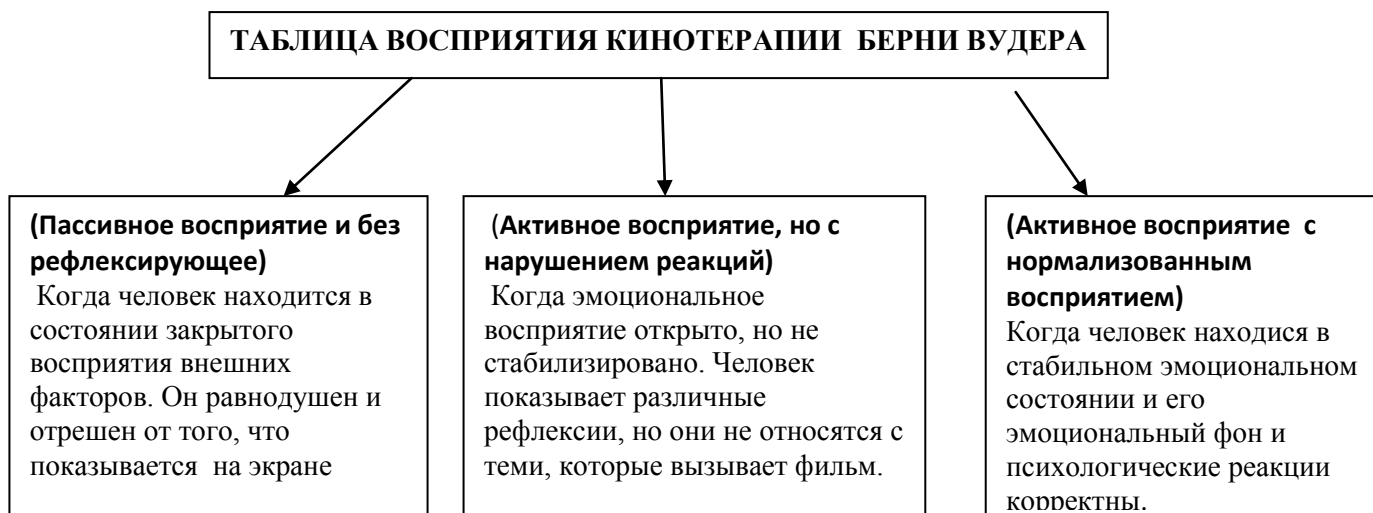 ТАБЛИЦА ВОСПРИЯТИЯ КИНОТЕРАПИИ БЕРНИ ВУДЕРА
(Пассивное восприятие и без
рефлексирующее)
Когда человек находится в
состоянии закрытого
восприятия внешних
факторов. Он равнодушен и
отрешен от того, что
показывается на экране
(Активное восприятие, но с
нарушением реакций)
Когда эмоциональное
восприятие открыто, но не
стабилизировано. Человек
показывает различные
рефлексии, но они не относятся с
теми, которые вызывает фильм.
(Активное восприятие с
нормализованным
восприятием)
Когда человек находися в
стабильном эмоциональном
состоянии и его
эмоциональный фон и
психологические реакции
корректны.